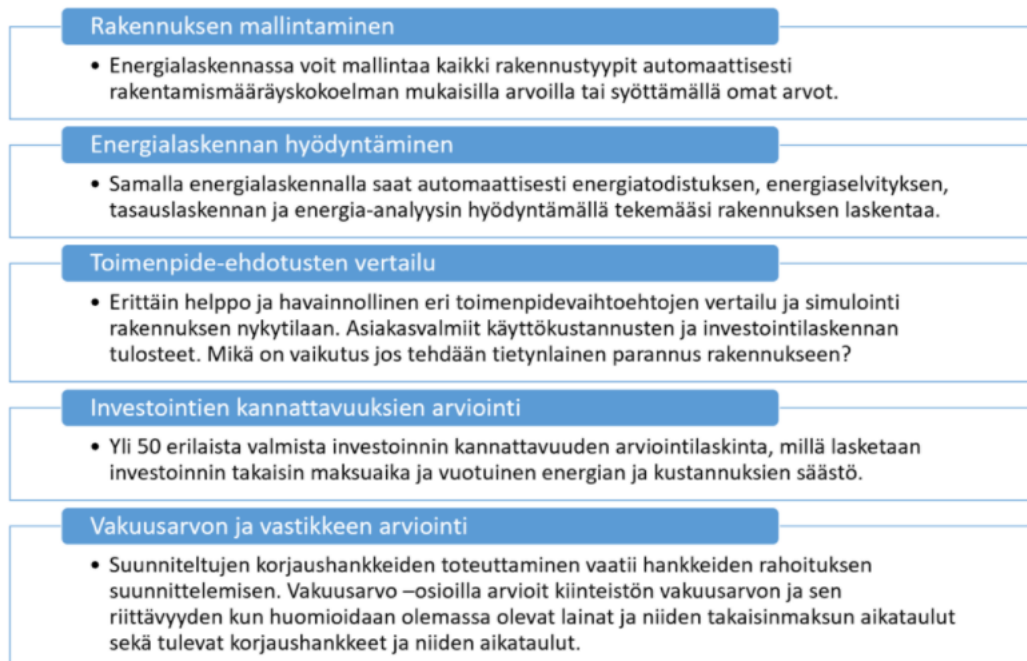 Rakennuksen mallintaminen
• Energialaskennassa voit mallintaa kaikki rakennustyypit automaattisesti
rakentamismääräyskokoelman mukaisilla arvoilla tai syöttämällä omat arvot.
Energialaskennan hyödyntäminen
• Samalla energialaskennalla saat automaattisesti energiatodistuksen, energiaselvityksen,
tasauslaskennan ja energia-analyysin hyödyntämällä tekemääsi rakennuksen laskentaa.
Toimenpide-ehdotusten vertailu
• Erittäin helppo ja havainnollinen eri toimenpidevaihtoehtojen vertailu ja simulointi
rakennuksen nykytilaan. Asiakasvalmiit käyttökustannusten ja investointilaskennan
tulosteet. Mikä on vaikutus jos tehdään tietynlainen parannus rakennukseen?
Investointien kannattavuuksien arviointi
• Yli 50 erilaista valmista investoinnin kannattavuuden arviointilaskinta, millä lasketaan
investoinnin takaisin maksuaika ja vuotuinen energian ja kustannuksien säästö.
Vakuusarvon ja vastikkeen arviointi
• Suunniteltujen korjaushankkeiden toteuttaminen vaatii hankkeiden rahoituksen
suunnittelemisen. Vakuusarvo –osioilla arvioit kiinteistön vakuusarvon ja sen
riittävyyden kun huomioidaan olemassa olevat lainat ja niiden takaisinmaksun aikataulut
sekä tulevat korjaushankkeet ja niiden aikataulut.